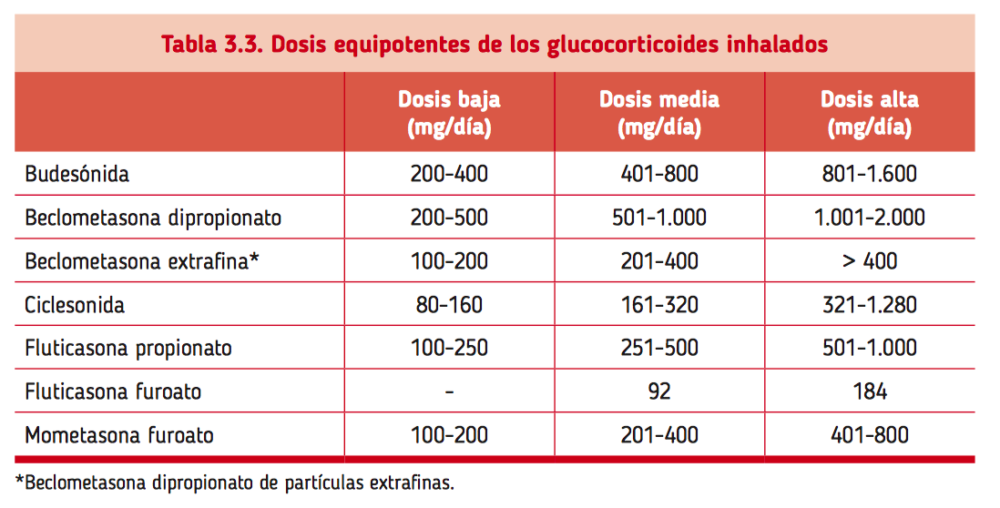 Tabla 3.3. Dosis equipotentes de los glucocorticoides inhalados
Dosis baja (mg/día) Dosis media (mg/día) Dosis alta (mg/día)
Budesónida 200-400 401-800 801-1.600
Beclometasona dipropionato 200-500 501-1.000 1.001-2.000
Beclometasona extrafina* 100-200 201-400 > 400
Ciclesonida 80-160 161-320 321-1.280
Fluticasona propionato 100-250 251-500 501-1.000
Fluticasona furoato - 92 184
Mometasona furoato 100-200 201-400 401-800
*Beclometasona dipropionato de partículas extrafinas.